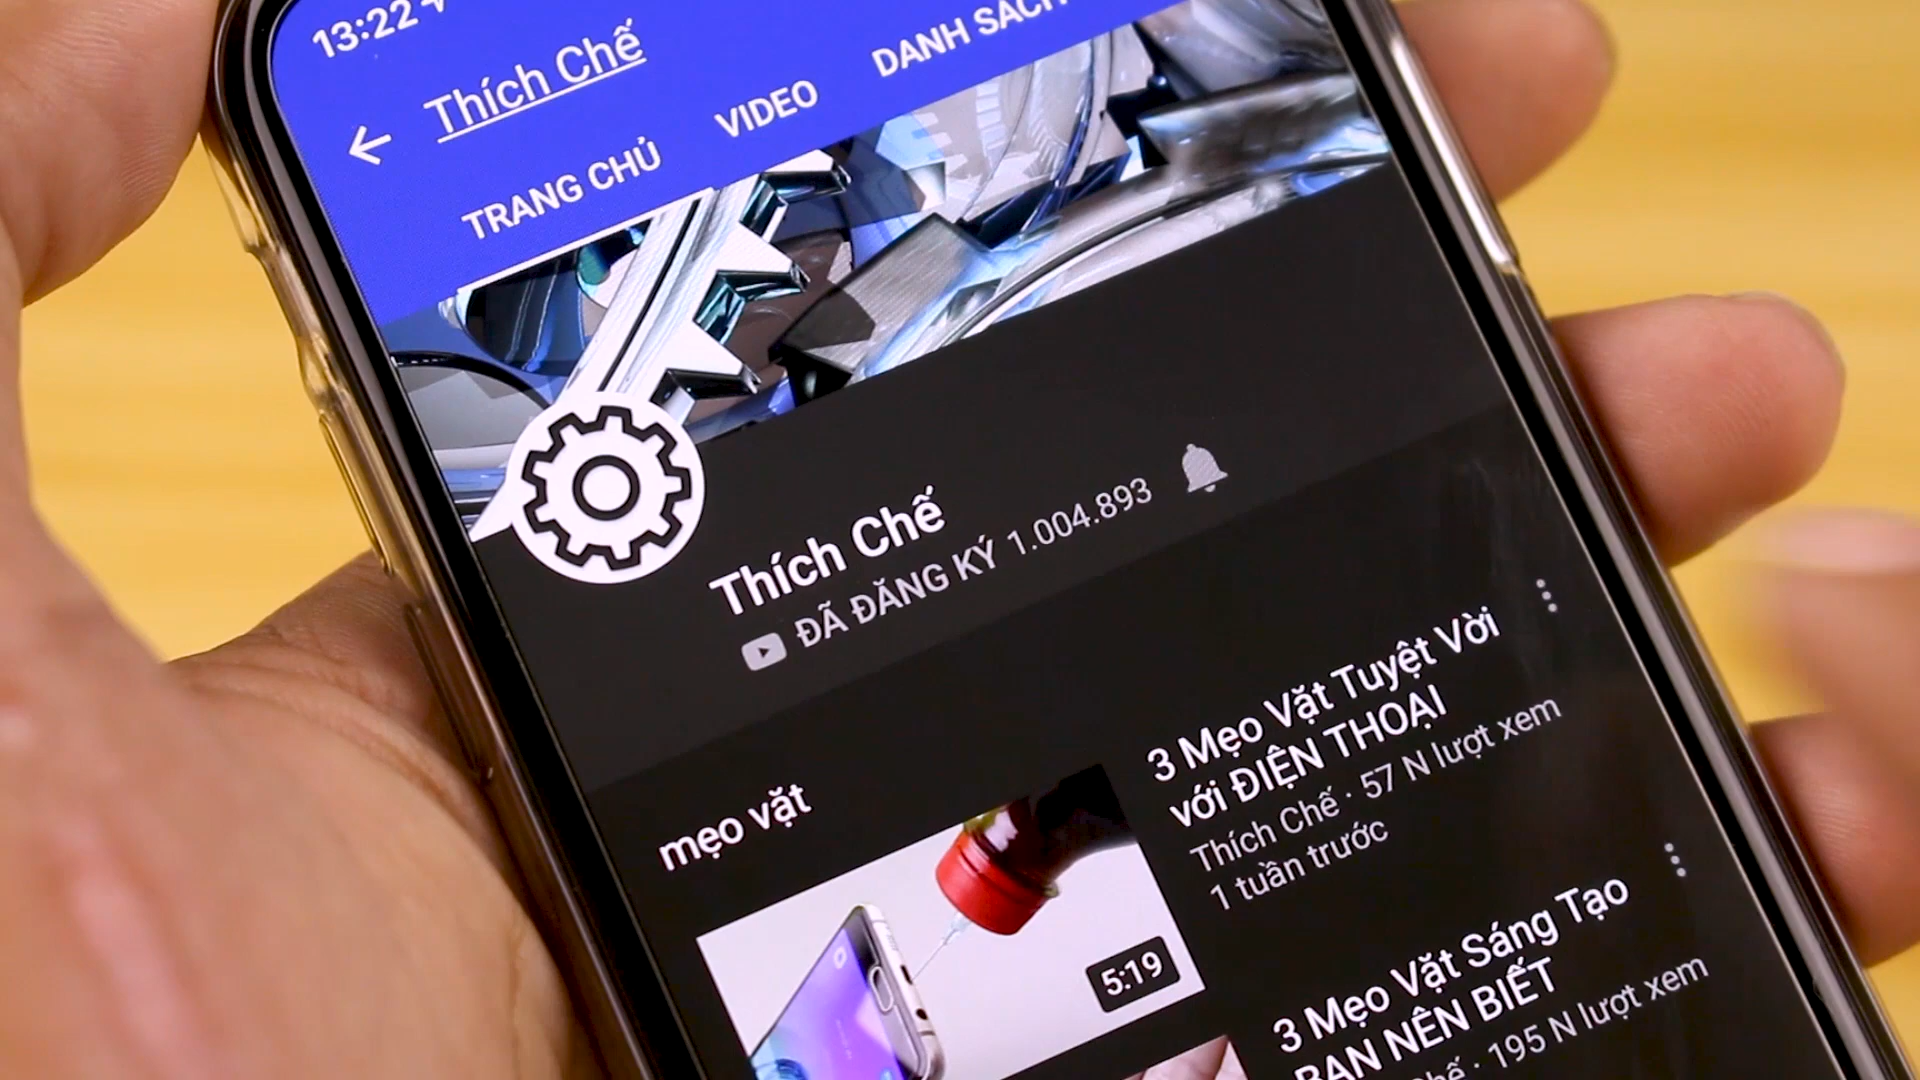 13:22
Thích Chế
TRANG CHỦ VIDEO DANH SÁCH
Thích Chế
ĐÃ ĐĂNG KÝ 1.004.893
mẹo vặt
3 Mẹo Vặt Tuyệt Vời
với ĐIỆN THOẠI
Thích Chế · 57 N lượt xem
1 tuần trước
5:19
3 Mẹo Vặt Sáng Tạo
BẠN NÊN BIẾT
Chế · 195 N lượt xem